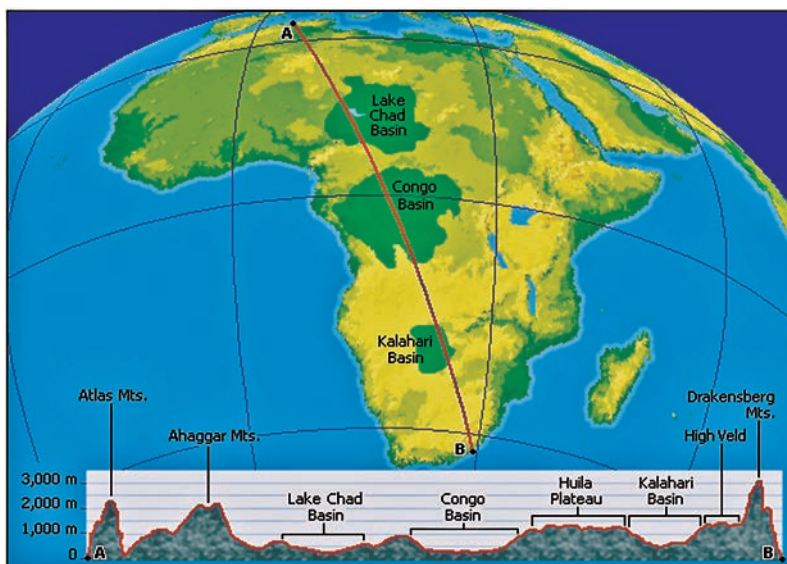 A
Lake
Chad
Basin
Congo
Basin
Kalahari
Basin
B
Atlas Mts.
Ahaggar Mts.
Drakensberg
Mts.
High Veld
Lake Chad
Basin
Congo
Basin
Huila
Plateau
Kalahari
Basin
3,000 m
2,000 m
1,000 m
0
A
B